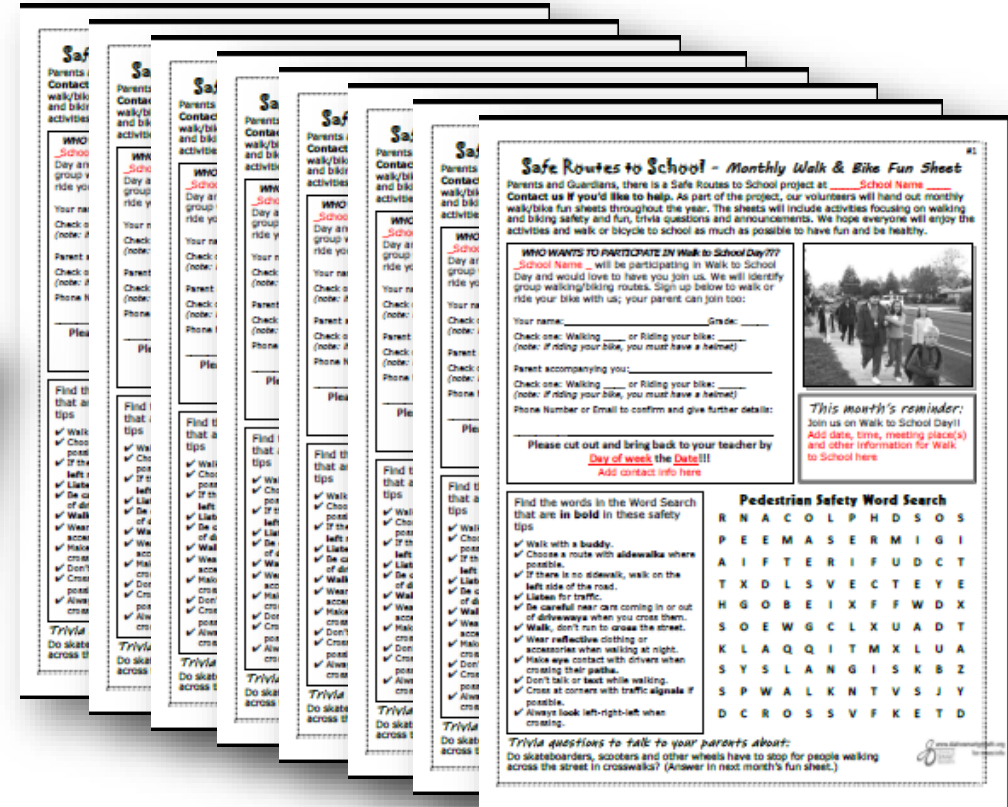 #1
Safe Routes to School - Monthly Walk & Bike Fun Sheet
Parents and Guardians, there is a Safe Routes to School project at _____School Name ____
Contact us if you'd like to help. As part of the project, our volunteers will hand out monthly
walk/bike fun sheets throughout the year. The sheets will include activities focusing on walking
and biking safety and fun, trivia questions and announcements. We hope everyone will enjoy the
activities and walk or bicycle to school as much as possible to have fun and be healthy.
WHO WANTS TO PARTICIPATE IN Walk to School Day???
_School Name _ will be participating in Walk to School
Day and would love to have you join us. We will identify
group walking/biking routes. Sign up below to walk or
ride your bike with us; your parent can join too:
Your name:____________________Grade: _____
Check one: Walking ____ or Riding your bike: _____
(note: if riding your bike, you must have a helmet)
Parent accompanying you:____________________
Check one: Walking ____ or Riding your bike: _____
(note: if riding your bike, you must have a helmet)
Phone Number or Email to confirm and give further details:
Please cut out and bring back to your teacher by
Day of week the Date!!!
Add contact info here
This month's reminder:
Join us on Walk to School Day!!
Add date, time, meeting place(s)
and other information for Walk
to School here
Find the words in the Word Search
that are in bold in these safety
tips
✔ Walk with a buddy.
✔ Choose a route with sidewalks where
possible.
✔ If there is no sidewalk, walk on the
left side of the road.
✔ Listen for traffic.
✔ Be careful near cars coming in or out
of driveways when you cross them.
✔ Walk, don't run to cross the street.
✔ Wear reflective clothing or
accessories when walking at night.
✔ Make eye contact with drivers when
crossing their paths.
✔ Don't talk or text while walking.
✔ Cross at corners with traffic signals if
possible.
✔ Always look left-right-left when
crossing.
Pedestrian Safety Word Search
R N A C O L P H D S O S
P E E M A S E R M I G I
A I F T E R I F U D C T
T X D L S V E C T E Y E
H G O B E I X F F W D X
S O E W G C L X U A D T
K L A Q Q I T M X L U A
S Y S L A N G I S K B Z
S P W A L K N T V S J Y
D C R O S S V F K E T D
Trivia questions to talk to your parents about:
Do skateboarders, scooters and other wheels have to stop for people walking
across the street in crosswalks? (Answer in next month's fun sheet.)